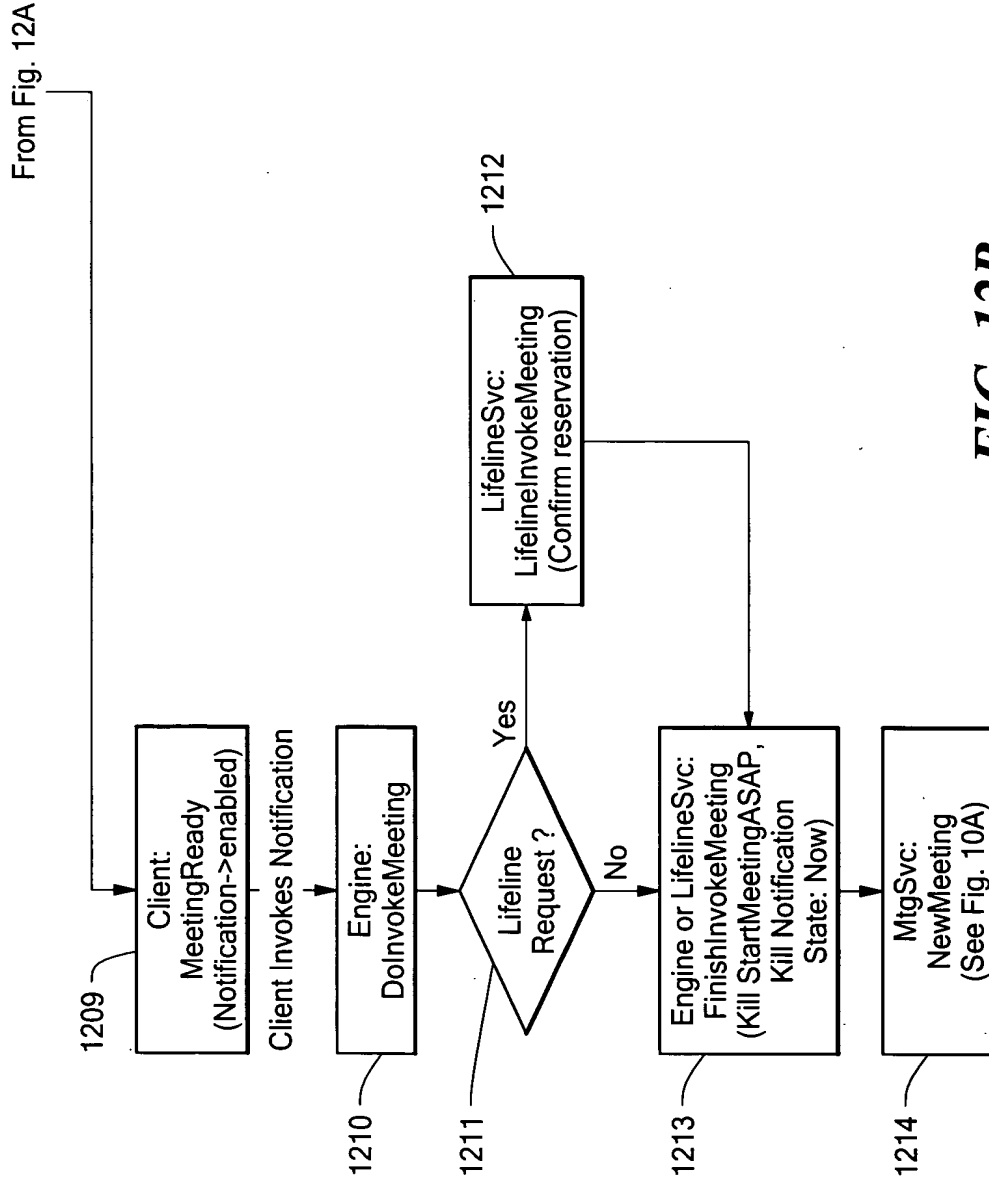 From Fig. 12A
1209
Client:
MeetingReady
(Notification->enabled)
Client Invokes Notification
1210
Engine:
DoInvokeMeeting
1211
Lifeline
Request ?
Yes
No
1212
LifelineSvc:
LifelineInvokeMeeting
(Confirm reservation)
1213
Engine or LifelineSvc:
FinishInvokeMeeting
(Kill StartMeetingASAP,
Kill Notification
State: Now)
1214
MtgSvc:
NewMeeting
(See Fig. 10A)
FIG. 12B